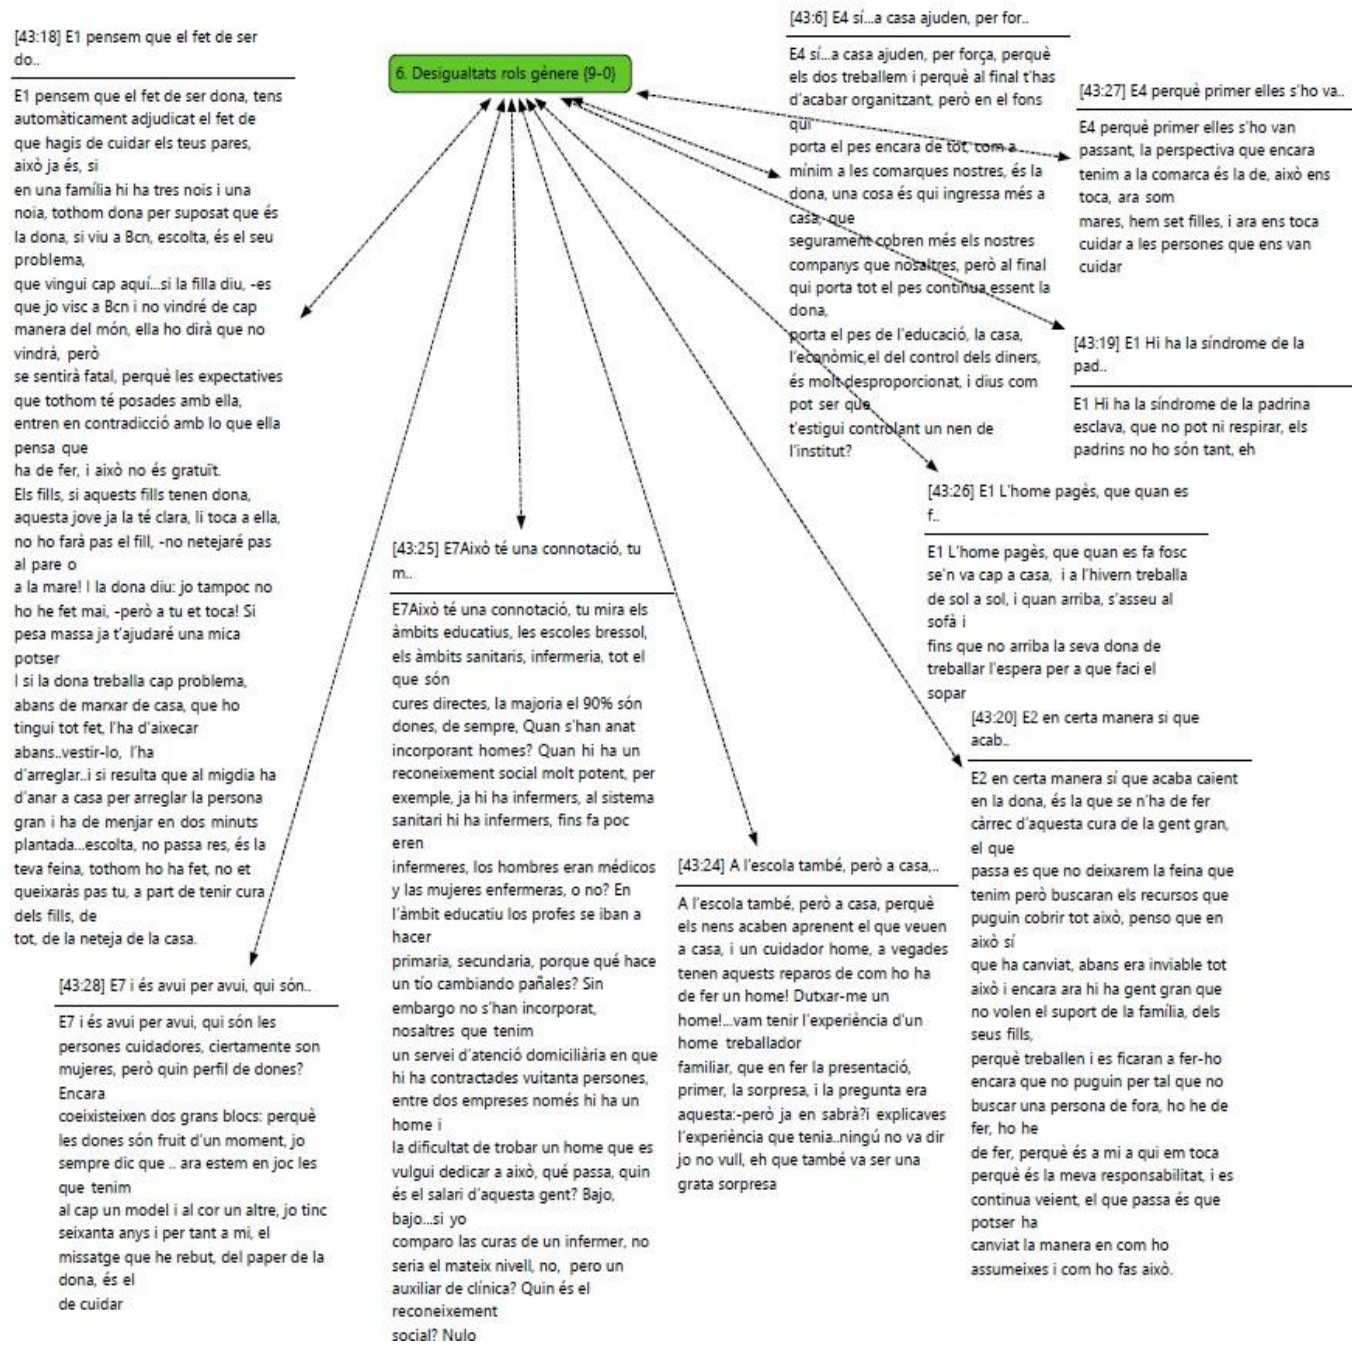 6. Desigualtats rols gènere {9-0}
[43:18] E1 pensem que el fet de ser
do..
E1 pensem que el fet de ser dona, tens
automàticament adjudicat el fet de
que hagis de cuidar els teus pares,
això ja és, si
en una família hi ha tres nois i una
noia, tothom dona per suposat que és
la dona, si viu a Bcn, escolta, és el seu
problema,
que vingui cap aquí...si la filla diu, -es
que jo visc a Bcn i no vindré de cap
manera del món, ella ho dirà que no
vindrà, però
se sentirà fatal, perquè les expectatives
que tothom té posades amb ella,
entren en contradicció amb lo que ella
pensa que
ha de fer, i això no és gratuït.
Els fills, si aquests fills tenen dona,
aquesta jove ja la té clara, li toca a ella,
no ho farà pas el fill, -no netejaré pas
al pare o
a la mare! I la dona diu: jo tampoc no
ho he fet mai, -però a tu et toca! Si
pesa massa ja t'ajudaré una mica
potser
I si la dona treballa cap problema,
abans de marxar de casa, que ho
tingui tot fet, l'ha d'aixecar
abans..vestir-lo, l'ha
d'arreglar..i si resulta que al migdia ha
d'anar a casa per arreglar la persona
gran i ha de menjar en dos minuts
plantada...escolta, no passa res, és la
teva feina, tothom ho ha fet, no et
queixaràs pas tu, a part de tenir cura
dels fills, de
tot, de la neteja de la casa.
[43:28] E7 i és avui per avui, qui són..
E7 i és avui per avui, qui són les
persones cuidadores, ciertamente son
mujeres, però quin perfil de dones?
Encara
coeixisteixen dos grans blocs: perquè
les dones són fruit d'un moment, jo
sempre dic que .. ara estem en joc les
que tenim
al cap un model i al cor un altre, jo tinc
seixanta anys i per tant a mi, el
missatge que he rebut, del paper de la
dona, és el
de cuidar
[43:25] E7Això té una connotació, tu
m..
E7Això té una connotació, tu mira els
àmbits educatius, les escoles bressol,
els àmbits sanitaris, infermeria, tot el
que són
cures directes, la majoria el 90% són
dones, de sempre, Quan s'han anat
incorporant homes? Quan hi ha un
reconeixement social molt potent, per
exemple, ja hi ha infermers, al sistema
sanitari hi ha infermers, fins fa poc
eren
infermeres, los hombres eran médicos
y las mujeres enfermeras, o no? En
l'àmbit educatiu los profes se iban a
hacer
primaria, secundaria, porque qué hace
un tío cambiando pañales? Sin
embargo no s'han incorporat,
nosaltres que tenim
un servei d'atenció domiciliària en que
hi ha contractades vuitanta persones,
entre dos empreses només hi ha un
home i
la dificultat de trobar un home que es
vulgui dedicar a això, qué passa, quin
és el salari d'aquesta gent? Bajo,
bajo...si yo
comparo las curas de un infermer, no
seria el mateix nivell, no, pero un
auxiliar de clínica? Quin és el
reconeixement
social? Nulo
[43:24] A l'escola també, però a casa,..
A l'escola també, però a casa, perquè
els nens acaben aprenent el que veuen
a casa, i un cuidador home, a vegades
tenen aquests reparos de com ho ha
de fer un home! Dutxar-me un
home!...vam tenir l'experiència d'un
home treballador
familiar, que en fer la presentació,
primer, la sorpresa, i la pregunta era
aquesta:-però ja en sabrà?i explicaves
l'experiència que tenia..ningú no va dir
jo no vull, eh que també va ser una
grata sorpresa
[43:6] E4 sí...a casa ajuden, per for..
E4 sí...a casa ajuden, per força, perquè
els dos treballem i perquè al final t'has
d'acabar organitzant, però en el fons
qui
porta el pes encara de tot, com a
mínim a les comarques nostres, és la
dona, una cosa és qui ingressa més a
casa, que
segurament cobren més els nostres
companys que nosaltres, però al final
qui porta tot el pes continua essent la
dona,
porta el pes de l'educació, la casa,
l'econòmic,el del control dels diners,
és molt desproporcionat, i dius com
pot ser que
t'estigui controlant un nen de
l'institut?
[43:27] E4 perquè primer elles s'ho va..
E4 perquè primer elles s'ho van
passant, la perspectiva que encara
tenim a la comarca és la de, això ens
toca, ara som
mares, hem set filles, i ara ens toca
cuidar a les persones que ens van
cuidar
[43:19] E1 Hi ha la síndrome de la
pad..
E1 Hi ha la síndrome de la padrina
esclava, que no pot ni respirar, els
padrins no ho són tant, eh
[43:26] E1 L'home pagès, que quan es
f..
E1 L'home pagès, que quan es fa fosc
se'n va cap a casa, i a l'hivern treballa
de sol a sol, i quan arriba, s'asseu al
sofà i
fins que no arriba la seva dona de
treballar l'espera per a que faci el
sopar
[43:20] E2 en certa manera si que
acab..
E2 en certa manera sí que acaba caient
en la dona, és la que se n'ha de fer
càrrec d'aquesta cura de la gent gran,
el que
passa es que no deixarem la feina que
tenim però buscaran els recursos que
puguin cobrir tot això, penso que en
això sí
que ha canviat, abans era inviable tot
això i encara ara hi ha gent gran que
no volen el suport de la família, dels
seus fills,
perquè treballen i es ficaran a fer-ho
encara que no puguin per tal que no
buscar una persona de fora, ho he de
fer, ho he
de fer, perquè és a mi a qui em toca
perquè és la meva responsabilitat, i es
continua veient, el que passa és que
potser ha
canviat la manera en com ho
assumeixes i com ho fas això.